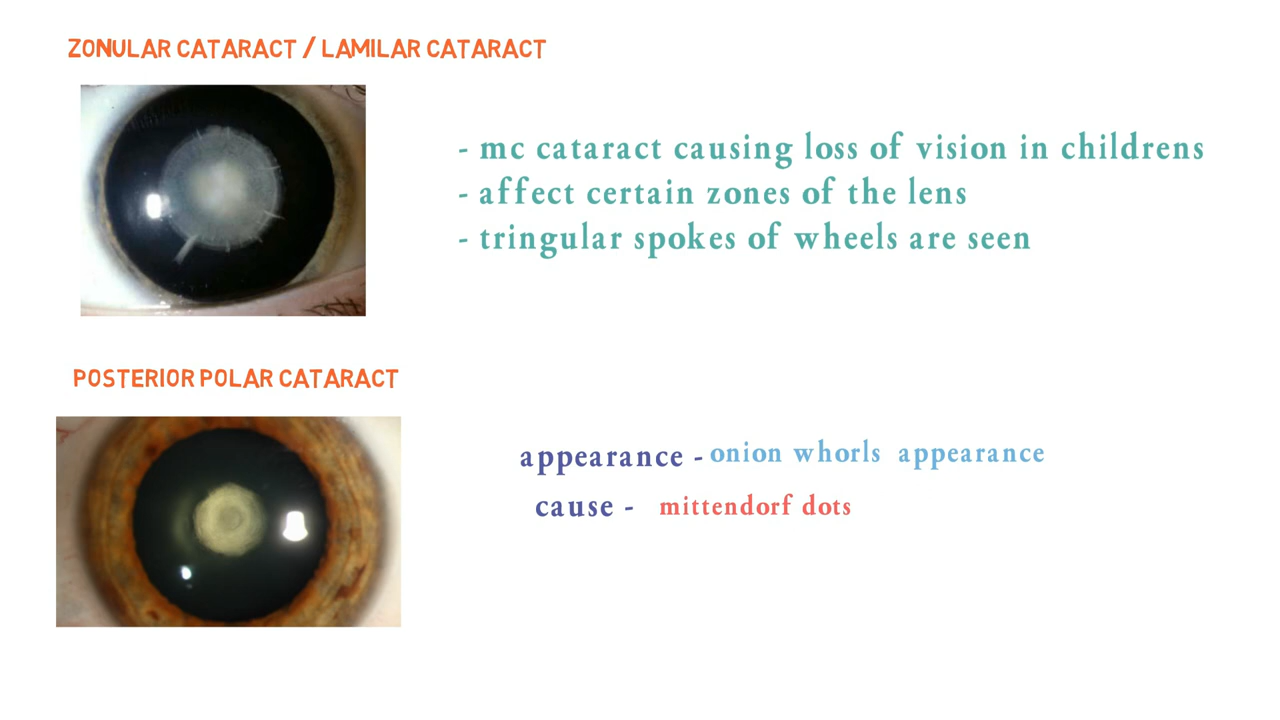 ZONULAR CATARACT / LAMILAR CATARACT
- mc cataract causing loss of vision in childrens
- affect certain zones of the lens
- tringular spokes of wheels are seen
POSTERIOR POLAR CATARACT
appearance - onion whorls appearance
cause - mittendorf dots